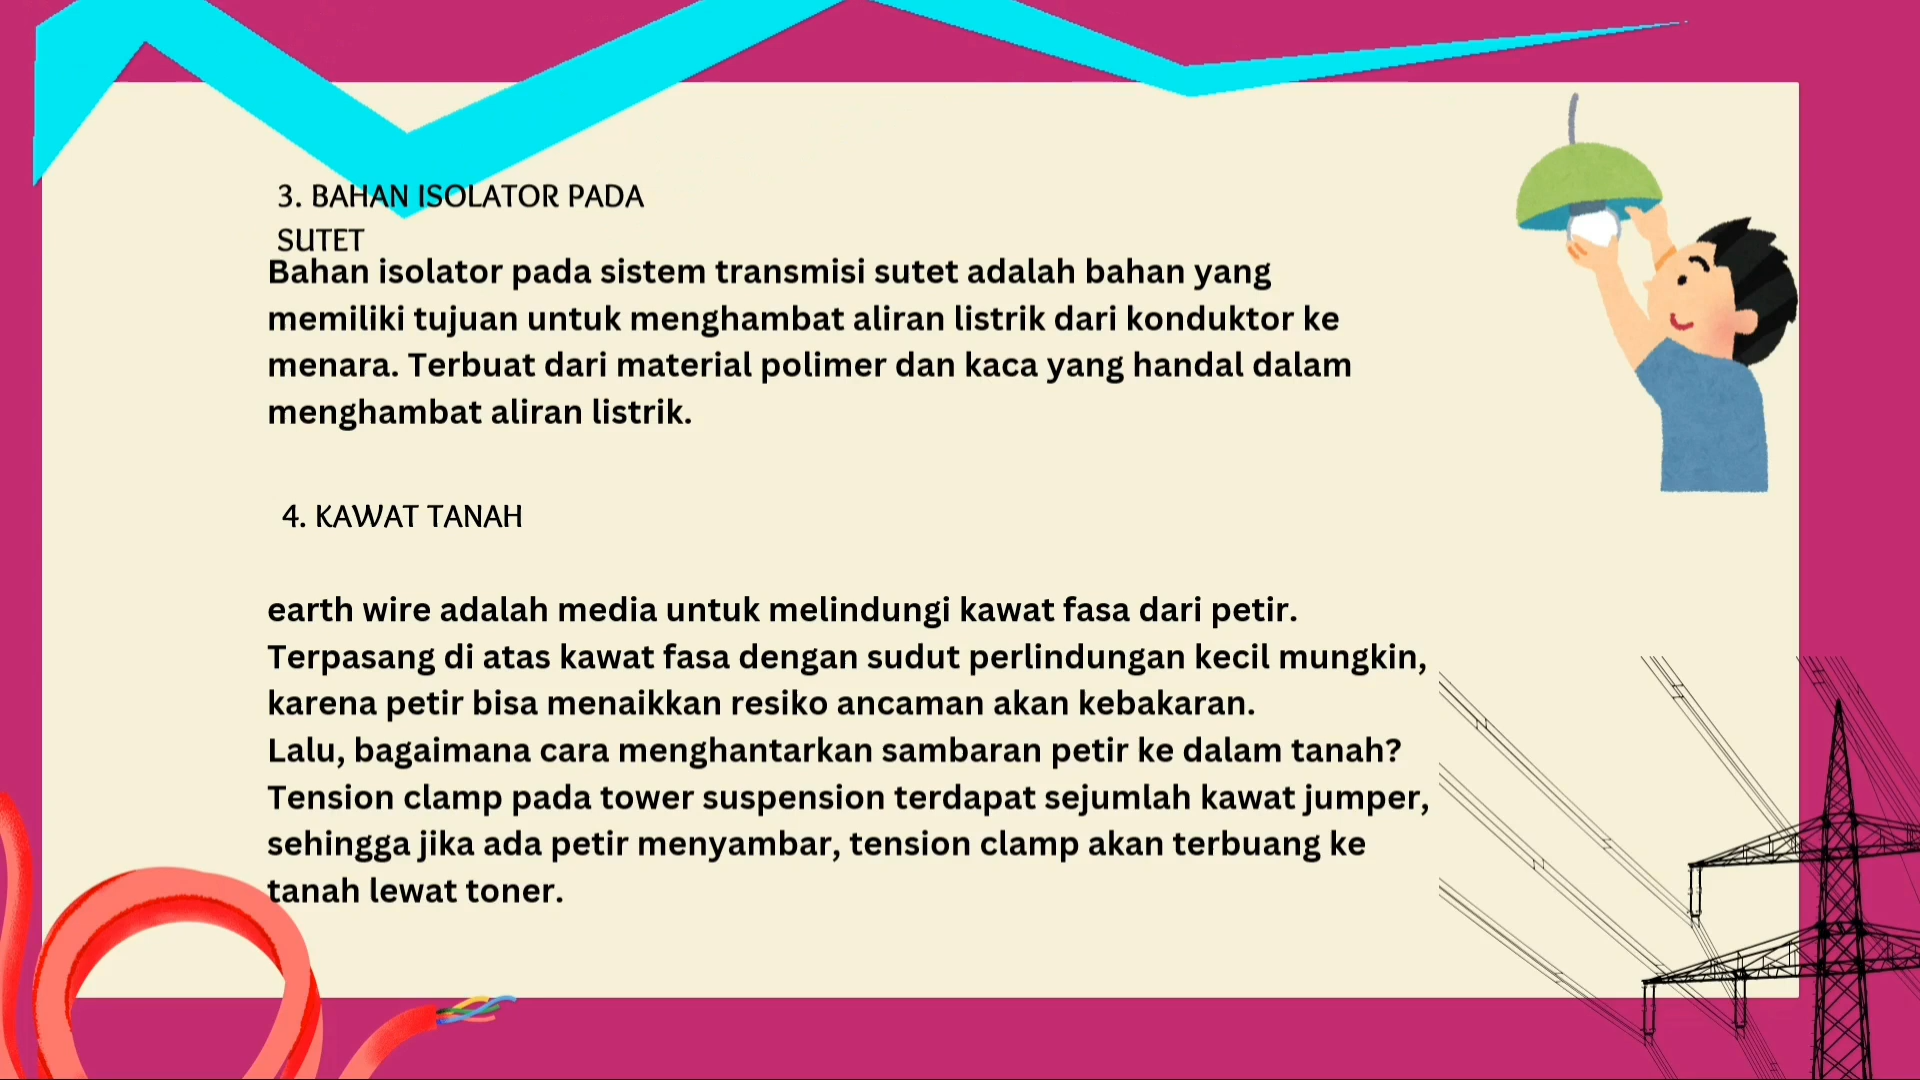 3. BAHAN ISOLATOR PADA
SUTET
Bahan isolator pada sistem transmisi sutet adalah bahan yang
memiliki tujuan untuk menghambat aliran listrik dari konduktor ke
menara. Terbuat dari material polimer dan kaca yang handal dalam
menghambat aliran listrik.
4. KAWAT TANAH
earth wire adalah media untuk melindungi kawat fasa dari petir.
Terpasang di atas kawat fasa dengan sudut perlindungan kecil mungkin,
karena petir bisa menaikkan resiko ancaman akan kebakaran.
Lalu, bagaimana cara menghantarkan sambaran petir ke dalam tanah?
Tension clamp pada tower suspension terdapat sejumlah kawat jumper,
sehingga jika ada petir menyambar, tension clamp akan terbuang ke
tanah lewat toner.